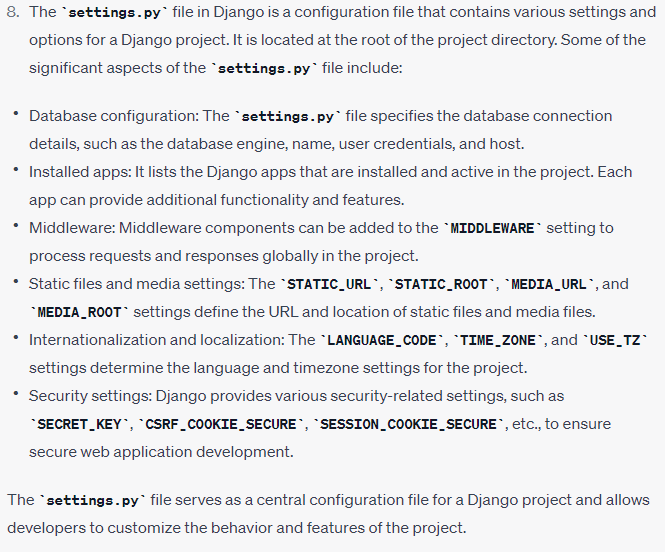 8. The `settings.py` file in Django is a configuration file that contains various settings and
options for a Django project. It is located at the root of the project directory. Some of the
significant aspects of the `settings.py` file include:
• Database configuration: The `settings.py` file specifies the database connection
details, such as the database engine, name, user credentials, and host.
• Installed apps: It lists the Django apps that are installed and active in the project. Each
app can provide additional functionality and features.
• Middleware: Middleware components can be added to the `MIDDLEWARE` setting to
process requests and responses globally in the project.
• Static files and media settings: The `STATIC_URL`, `STATIC_ROOT`, `MEDIA_URL`, and
`MEDIA_ROOT` settings define the URL and location of static files and media files.
• Internationalization and localization: The `LANGUAGE_CODE`, `TIME_ZONE`, and `USE_TZ`
settings determine the language and timezone settings for the project.
• Security settings: Django provides various security-related settings, such as
`SECRET_KEY`, `CSRF_COOKIE_SECURE`, `SESSION_COOKIE_SECURE`, etc., to ensure
secure web application development.
The `settings.py` file serves as a central configuration file for a Django project and allows
developers to customize the behavior and features of the project.